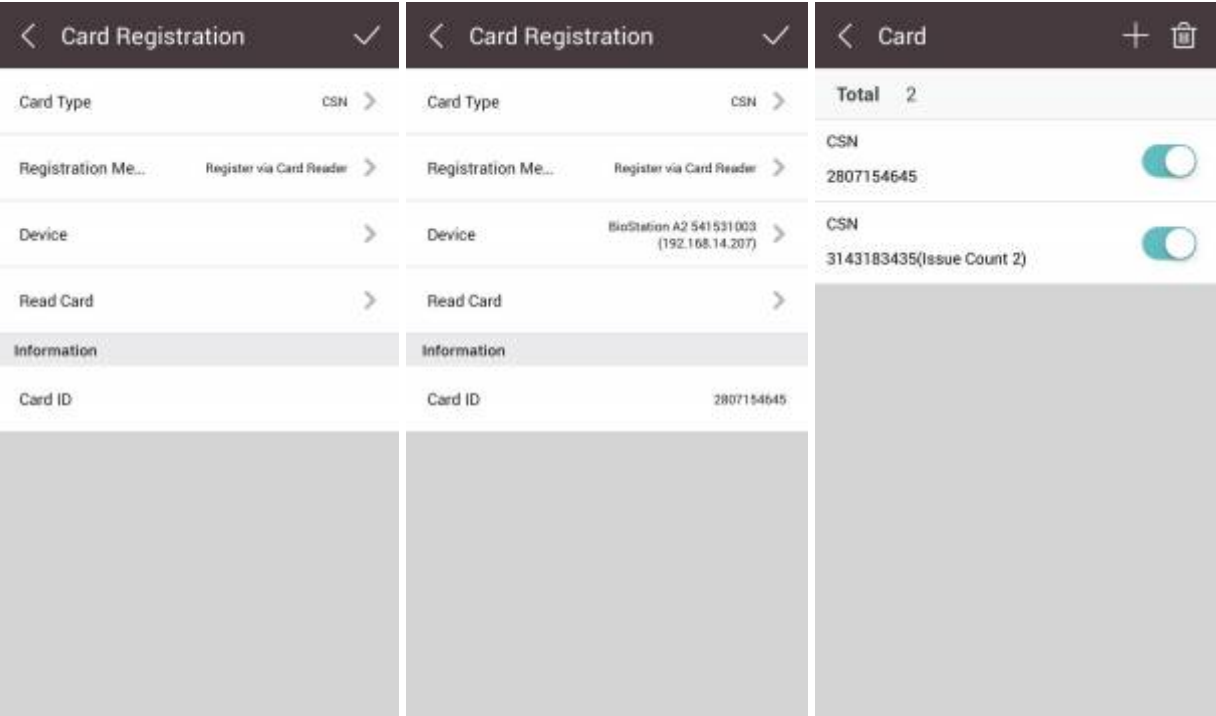 Card Registration
Card Type CSN
Registration Me... Register via Card Reader
Device
Read Card
Information
Card ID
Card Registration
Card Type CSN
Registration Me... Register via Card Reader
Device BioStation A2 541531003
(192.168.14.207)
Read Card
Information
Card ID 2807154645
Card
Total 2
CSN
2807154645
CSN
3143183435(Issue Count 2)